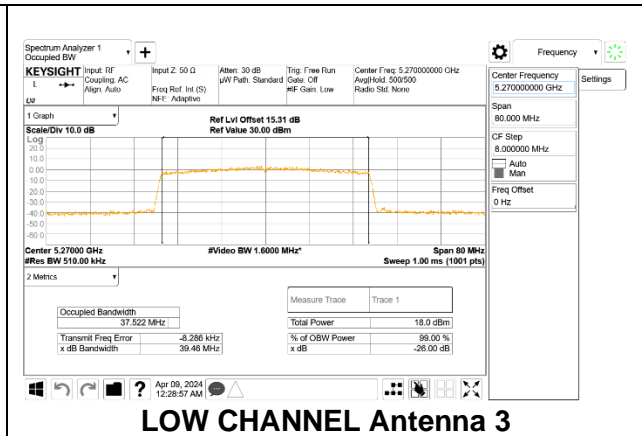 Spectrum Analyzer 1
Occupied BW
+
Frequency
KEYSIGHT
L
Input: RF
Coupling: AC
Align: Auto
Input Z: 50 Ω
Freq Ref: Int (S)
NFE: Adaptive
Atten: 30 dB
µW Path: Standard
Trig: Free Run
Gate: Off
#IF Gain: Low
Center Freq: 5.270000000 GHz
Avg|Hold: 500/500
Radio Std: None
Center Frequency
5.270000000 GHz
Settings
Span
80.000 MHz
CF Step
8.000000 MHz
Auto
Man
Freq Offset
0 Hz
1 Graph
Scale/Div 10.0 dB
Ref Lvl Offset 15.31 dB
Ref Value 30.00 dBm
Log
20.0
10.0
0.00
-10.0
-20.0
-30.0
-40.0
-50.0
-60.0
Center 5.27000 GHz
#Res BW 510.00 kHz
#Video BW 1.6000 MHz*
Span 80 MHz
Sweep 1.00 ms (1001 pts)
2 Metrics
Measure Trace
Trace 1
Occupied Bandwidth
37.522 MHz
Total Power
18.0 dBm
Transmit Freq Error
-8.286 kHz
% of OBW Power
99.00 %
x dB Bandwidth
39.46 MHz
x dB
-26.00 dB
?
Apr 09, 2024
12:28:57 AM
LOW CHANNEL Antenna 3